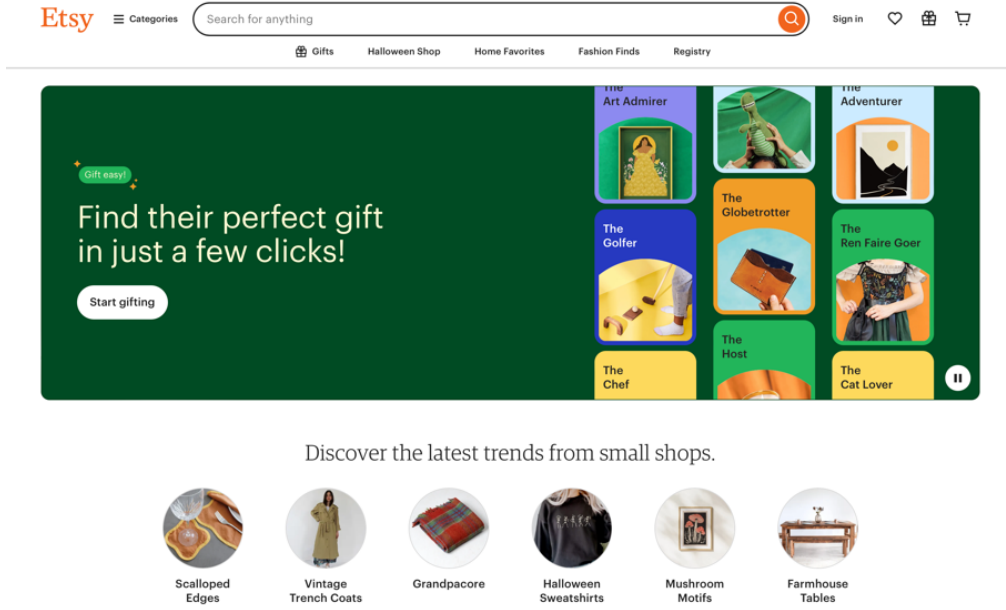 Etsy
Categories
Search for anything
Sign in
Gifts
Halloween Shop
Home Favorites
Fashion Finds
Registry
Gift easy!
Find their perfect gift
in just a few clicks!
Start gifting
The
Art Admirer
The
Golfer
The
Chef
The
Globetrotter
The
Host
The
Adventurer
The
Ren Faire Goer
The
Cat Lover
Discover the latest trends from small shops.
Scalloped
Edges
Vintage
Trench Coats
Grandpacore
Halloween
Sweatshirts
Mushroom
Motifs
Farmhouse
Tables